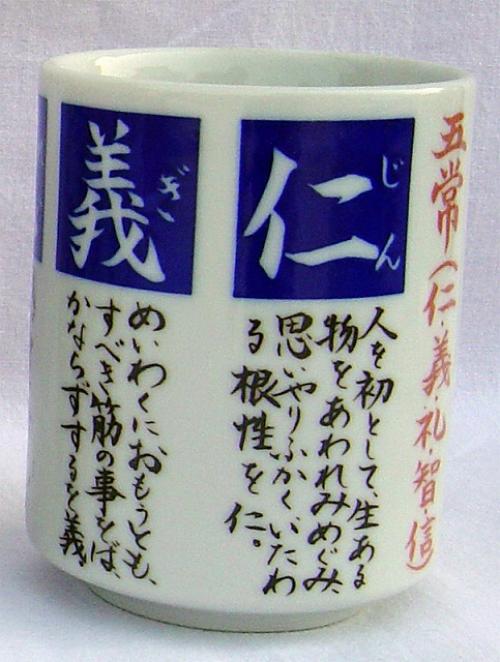 五常(仁・義・礼・智・信)
仁
じん
人を初として、生ある
物をあわれみめぐみ、
思いやりふかくいたわ
る根性を仁。
義
ぎ
めいわくにおもうとも、
すべき筋の事をば、
かならずするを義、